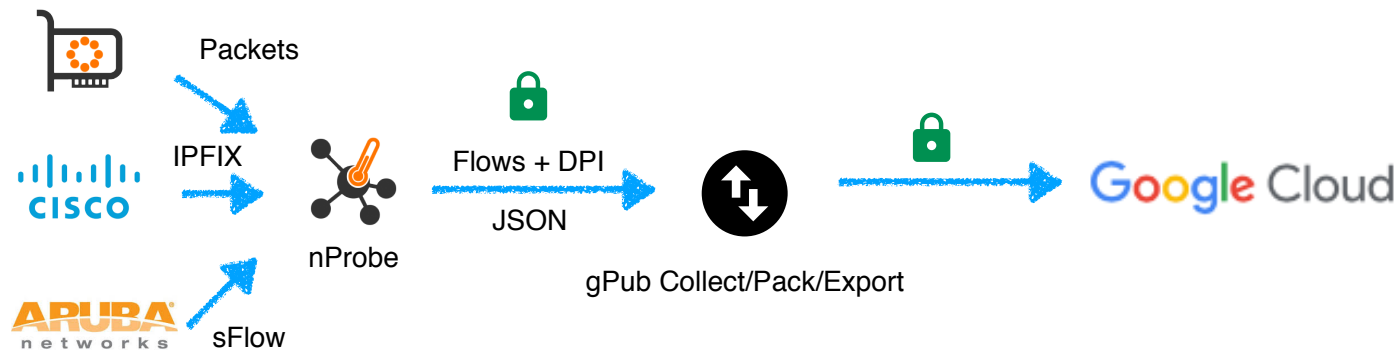 Packets
IPFIX
CISCO
ARUBA
networks
sFlow
nProbe
Flows + DPI
JSON
gPub Collect/Pack/Export
Google Cloud